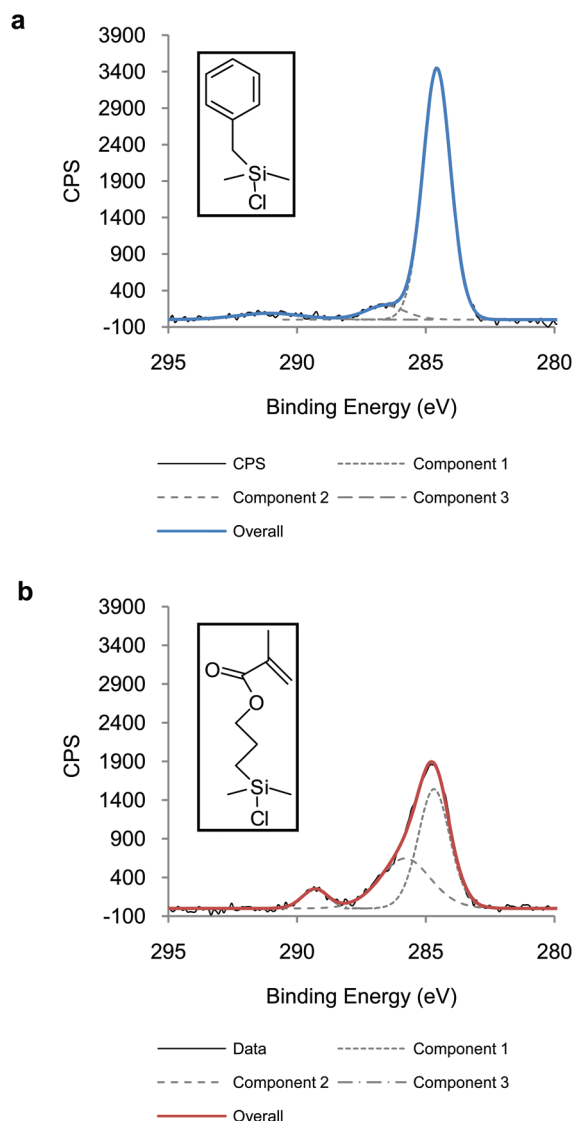 a
3900
3400
2900
2400
1900
1400
900
400
-100
CPS
Si
Cl
295 290 285 280
Binding Energy (eV)
CPS Component 1
Component 2 Component 3
Overall
b
3900
3400
2900
2400
1900
1400
900
400
-100
CPS
O
O
Si
Cl
295 290 285 280
Binding Energy (eV)
Data Component 1
Component 2 Component 3
Overall